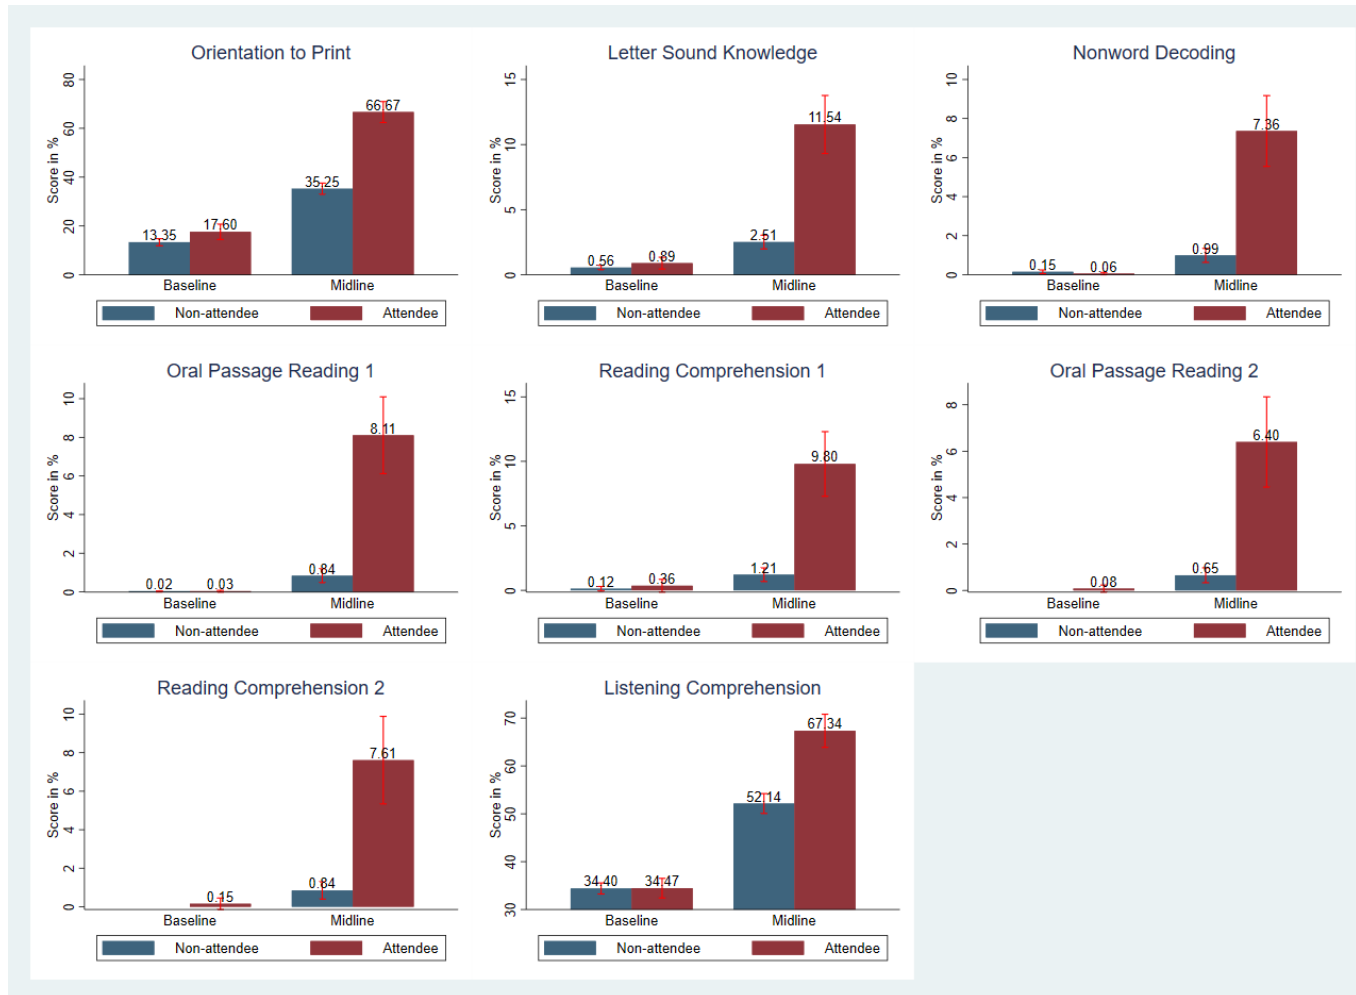 Orientation to Print
Score in %
0 20 40 60 80
13.35 17.60 35.25 66.67
Baseline Midline
Non-attendee Attendee
Letter Sound Knowledge
Score in %
0 5 10 15
0.56 0.89 2.51 11.54
Baseline Midline
Non-attendee Attendee
Nonword Decoding
Score in %
0 2 4 6 8 10
0.15 0.06 0.99 7.36
Baseline Midline
Non-attendee Attendee
Oral Passage Reading 1
Score in %
0 2 4 6 8 10
0.02 0.03 0.84 8.11
Baseline Midline
Non-attendee Attendee
Reading Comprehension 1
Score in %
0 5 10 15
0.12 0.36 1.21 9.80
Baseline Midline
Non-attendee Attendee
Oral Passage Reading 2
Score in %
0 2 4 6 8
0.08 0.65 6.40
Baseline Midline
Non-attendee Attendee
Reading Comprehension 2
Score in %
0 2 4 6 8 10
0.15 0.84 7.61
Baseline Midline
Non-attendee Attendee
Listening Comprehension
Score in %
30 40 50 60 70
34.40 34.47 52.14 67.34
Baseline Midline
Non-attendee Attendee